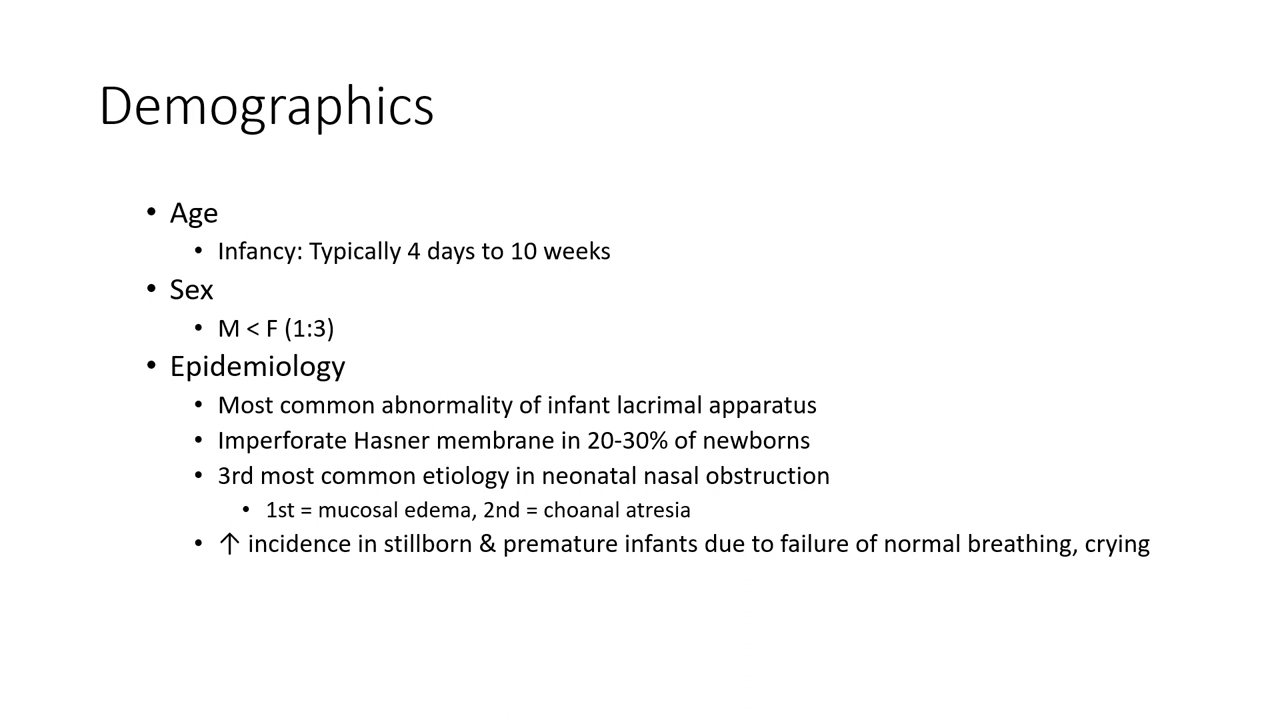 Demographics
• Age
• Infancy: Typically 4 days to 10 weeks
• Sex
• M < F (1:3)
• Epidemiology
• Most common abnormality of infant lacrimal apparatus
• Imperforate Hasner membrane in 20-30% of newborns
• 3rd most common etiology in neonatal nasal obstruction
• 1st = mucosal edema, 2nd = choanal atresia
• ↑ incidence in stillborn & premature infants due to failure of normal breathing, crying